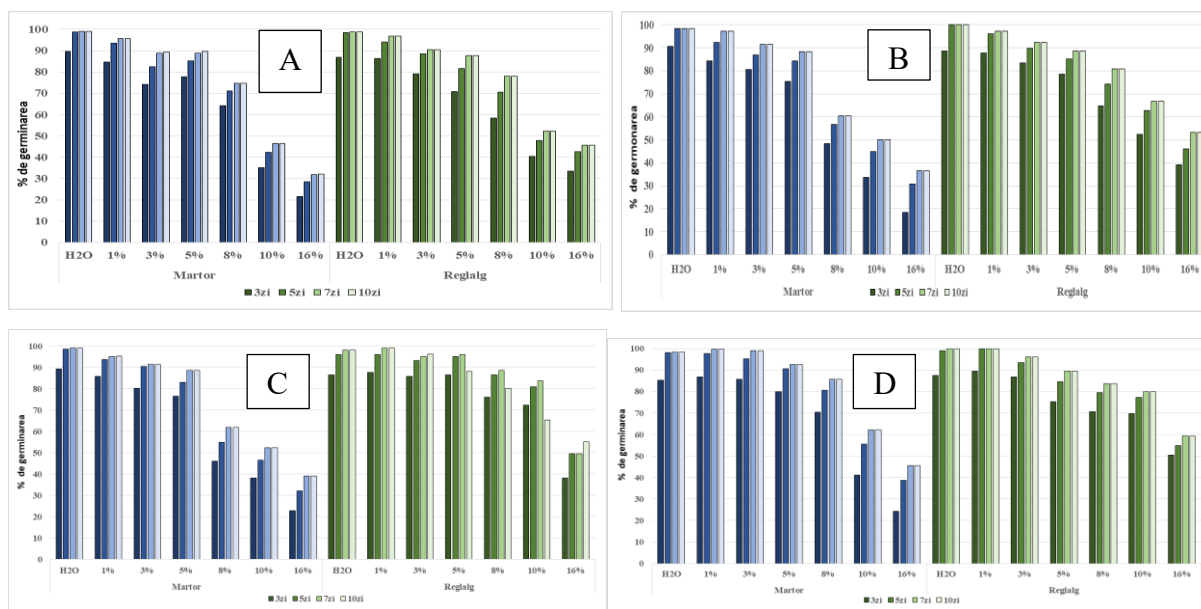 A
% de germinarea
100
90
80
70
60
50
40
30
20
10
0
H2O 1% 3% 5% 8% 10% 16% H2O 1% 3% 5% 8% 10% 16%
Martor Reglalg
3zi 5zi 7zi 10zi
B
% de germonarea
100
90
80
70
60
50
40
30
20
10
0
H2O 1% 3% 5% 8% 10% 16% H2O 1% 3% 5% 8% 10% 16%
Martor Reglalg
3zi 5zi 7zi 10zi
C
% de germinarea
100
90
80
70
60
50
40
30
20
10
0
H2O 1% 3% 5% 8% 10% 16% H2O 1% 3% 5% 8% 10% 16%
Martor Reglalg
3zi 5zi 7zi 10zi
D
% de germinarea
100
90
80
70
60
50
40
30
20
10
0
H2O 1% 3% 5% 8% 10% 16% H2O 1% 3% 5% 8% 10% 16%
Martor Reglalg
3zi 5zi 7zi 10zi